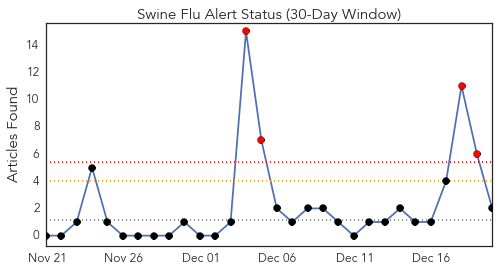 Swine Flu Alert Status (30-Day Window)
Articles Found
14
12
10
8
6
4
2
0
Nov 21 Nov 26 Dec 01 Dec 06 Dec 11 Dec 16